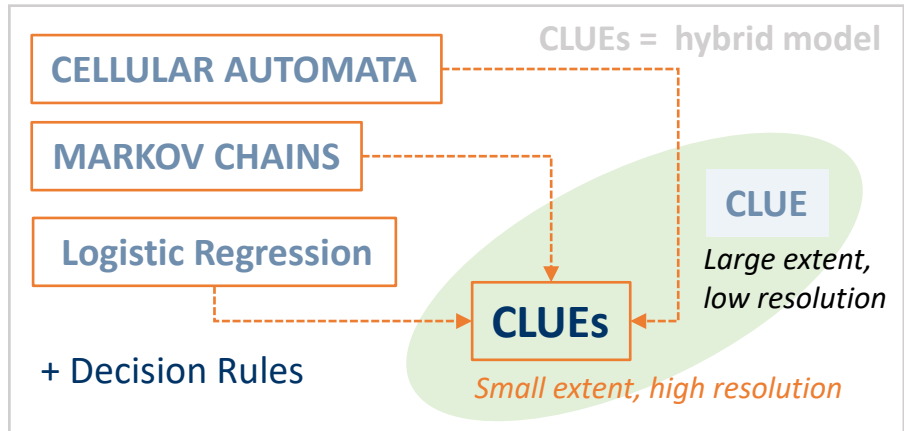 CLUEs = hybrid model
CELLULAR AUTOMATA
MARKOV CHAINS
CLUE
Logistic Regression
Large extent,
low resolution
CLUEs
+ Decision Rules
Small extent, high resolution